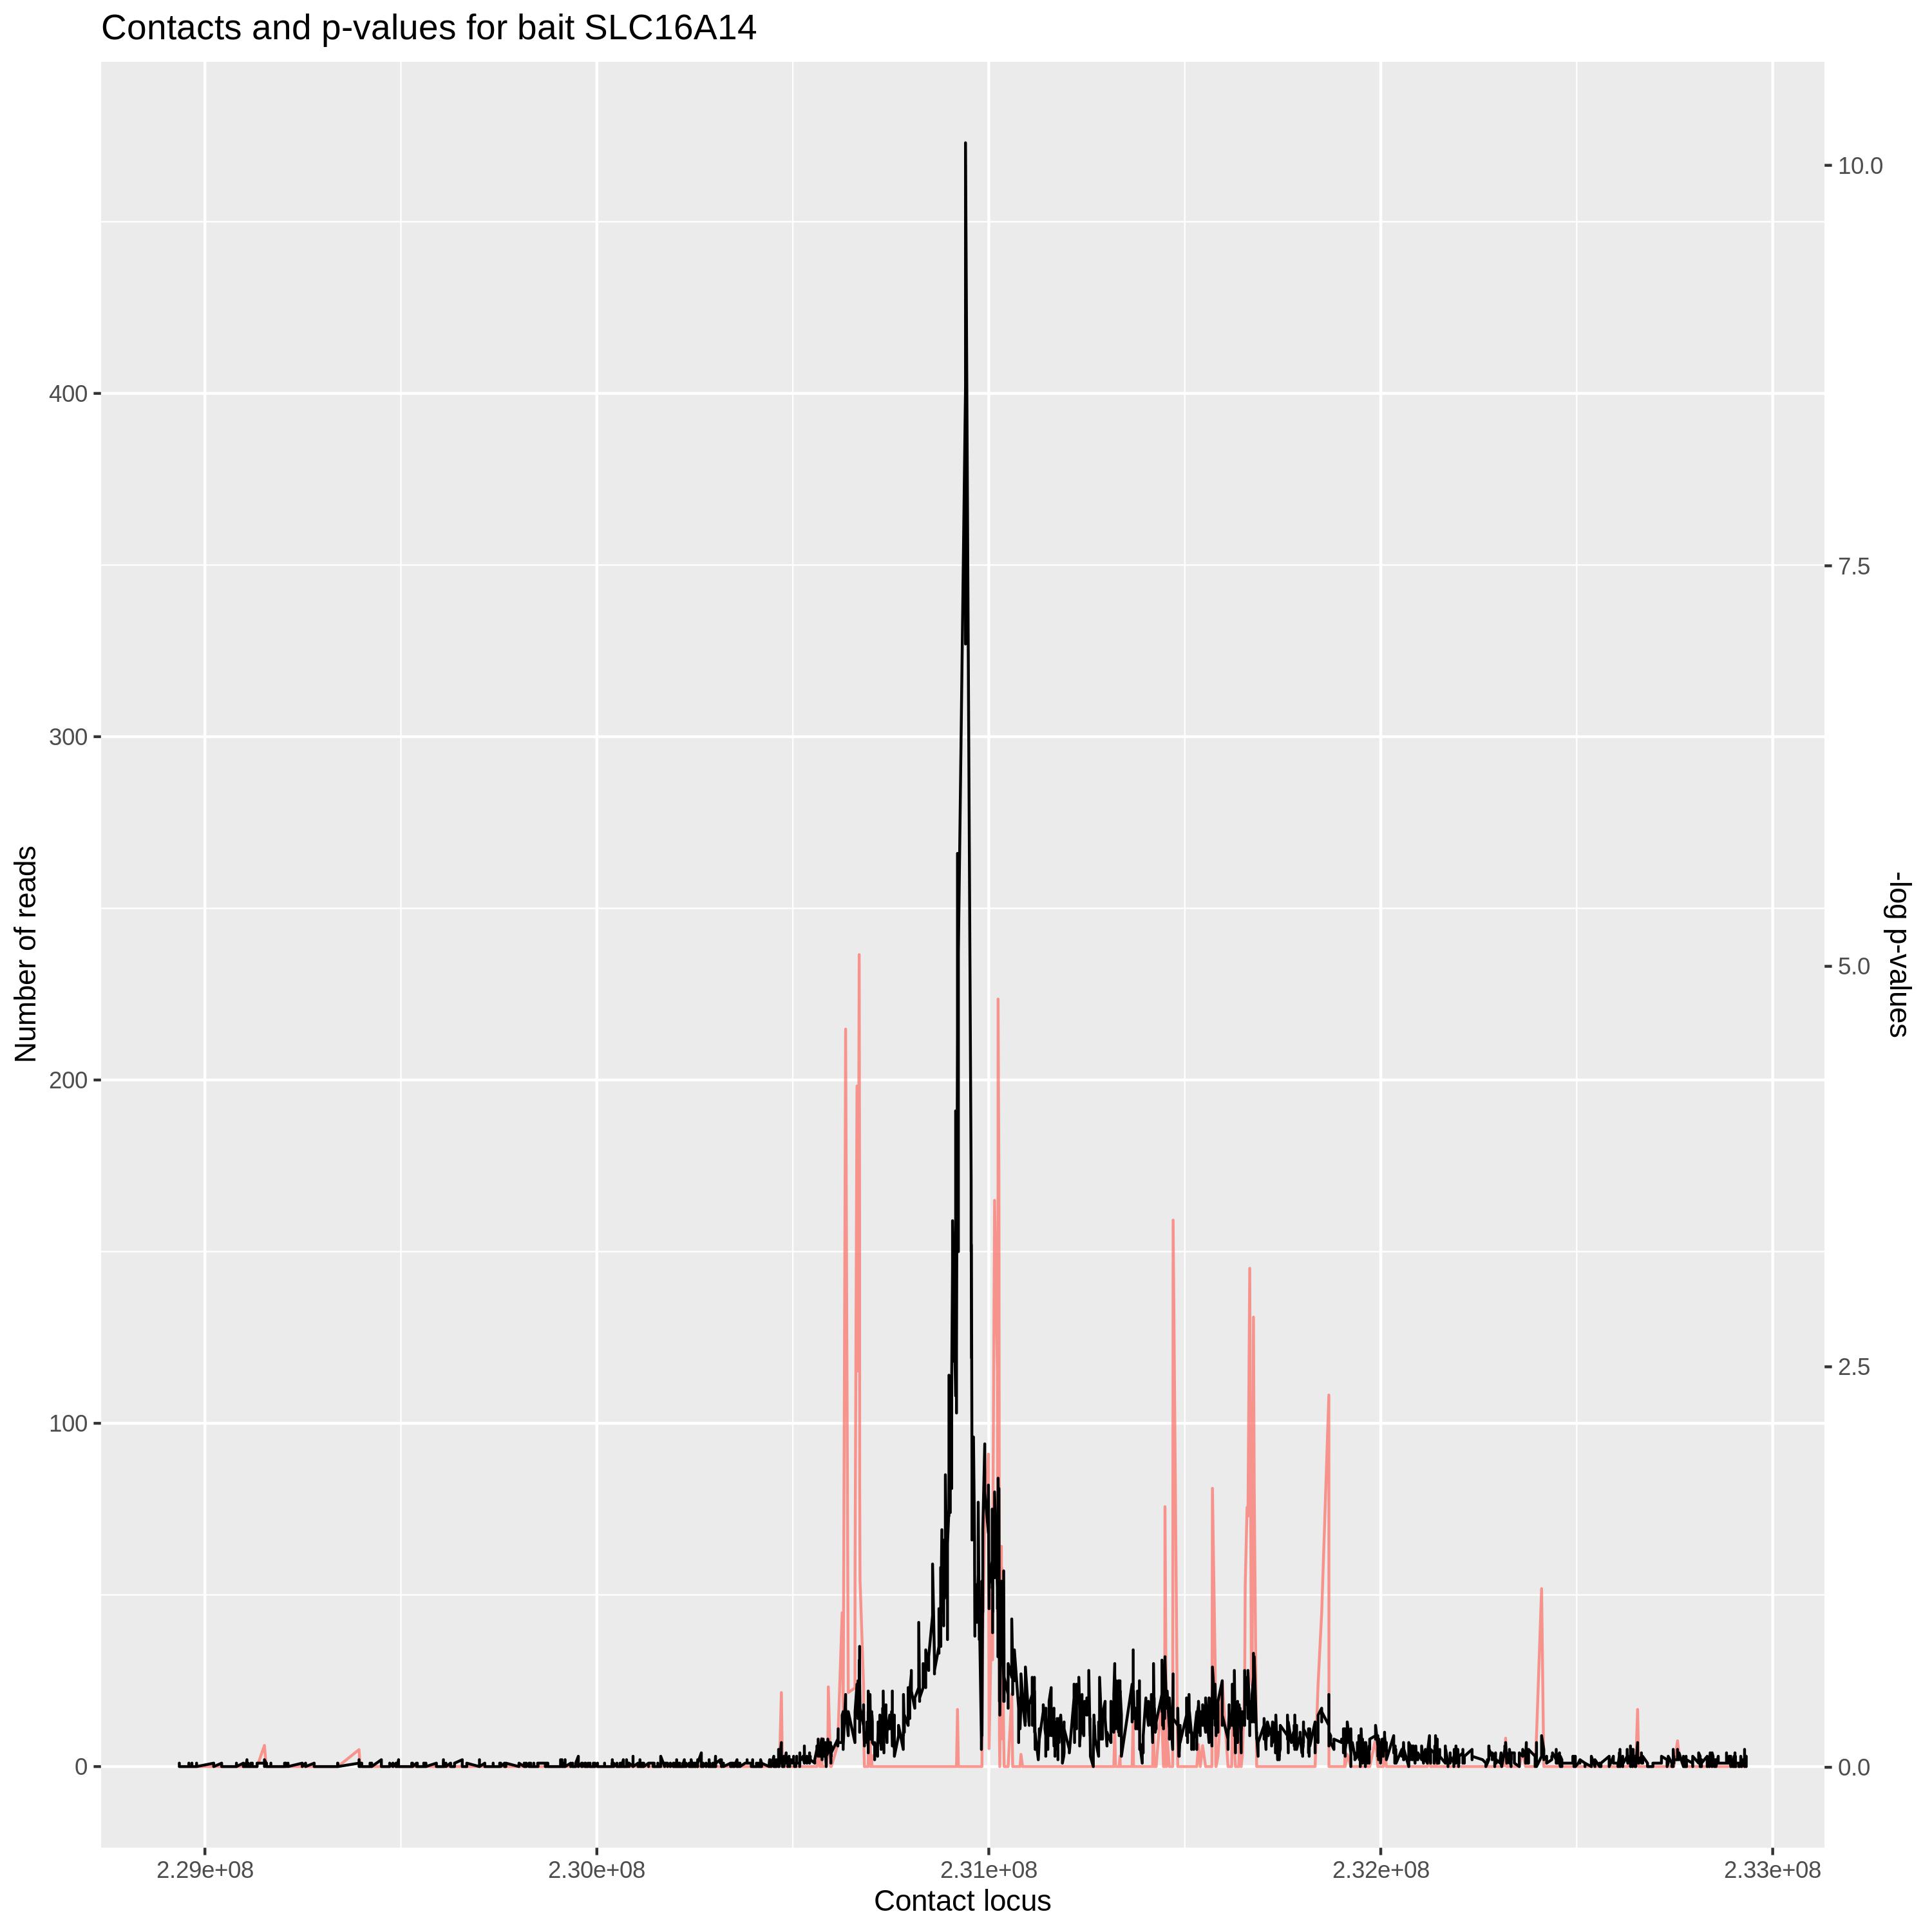 Contacts and p-values for bait SLC16A14
400
300
200
100
0
Number of reads
10.0
7.5
5.0
2.5
0.0
-log p-values
2.29e+08
2.30e+08
2.31e+08
2.32e+08
2.33e+08
Contact locus